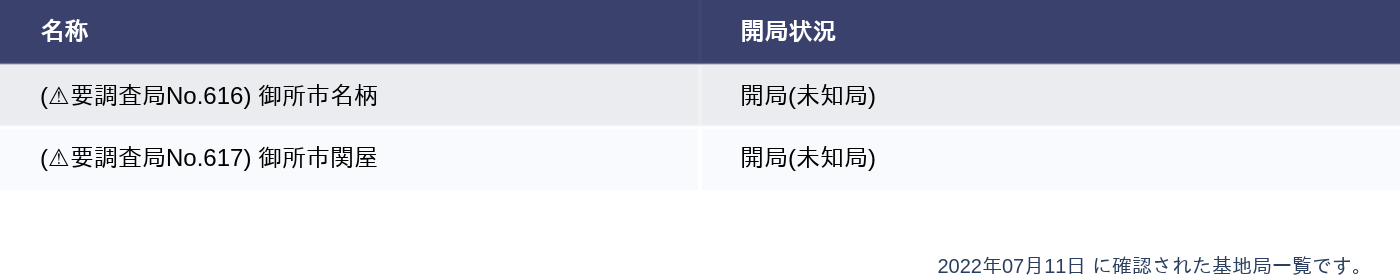 名称 開局状況
(⚠要調査局No.616) 御所市名柄 開局(未知局)
(⚠要調査局No.617) 御所市関屋 開局(未知局)
2022年07月11日 に確認された基地局一覧です。